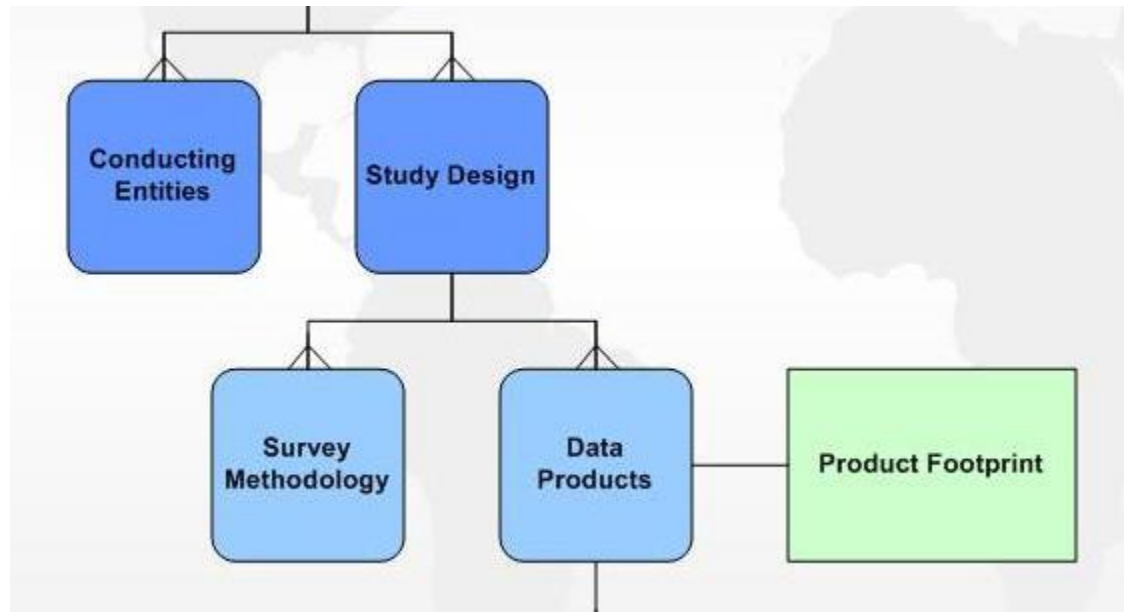 Conducting
Entities
Study Design
Survey
Methodology
Data
Products
Product Footprint